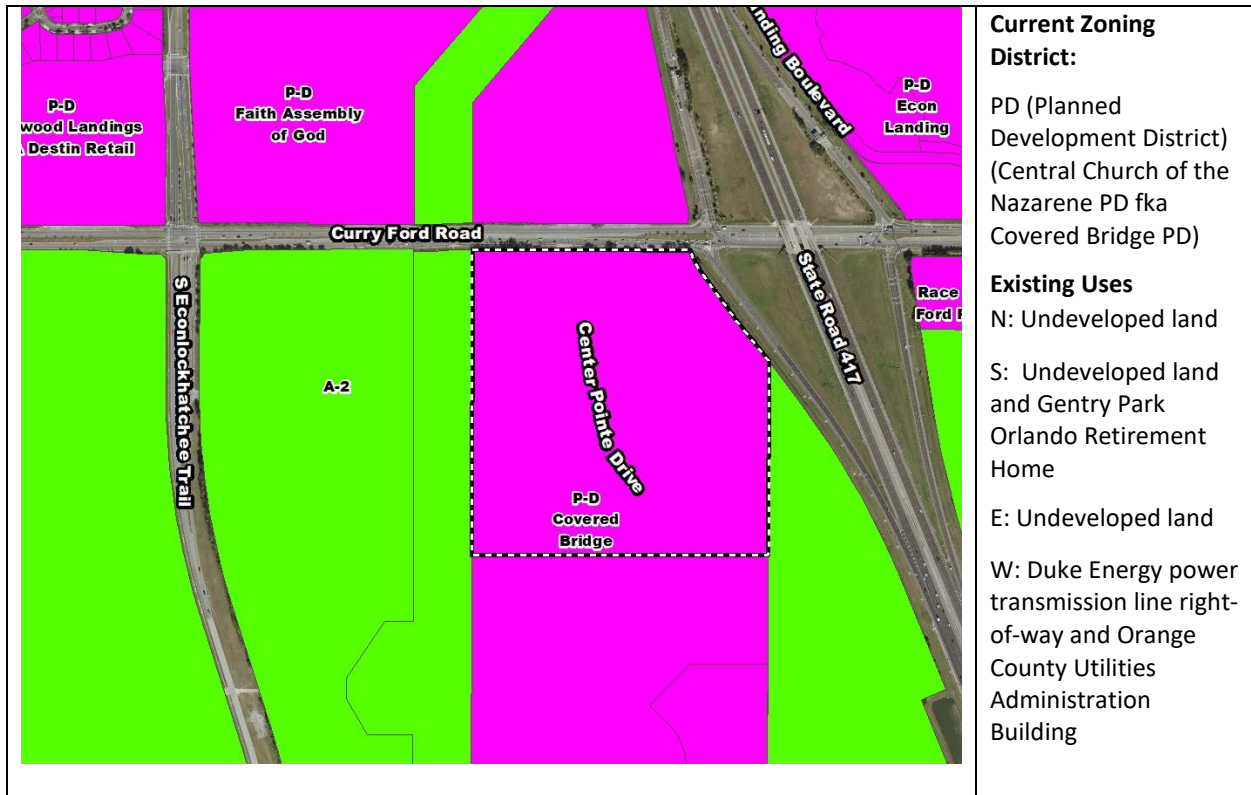 nding Boulevard
P-D
wood Landings
Destin Retail
P-D
Faith Assembly
of God
P-D
Econ
Landing
Curry Ford Road
S Econlockhatchee Trail
A-2
Center Pointe Drive
State Road 417
Race
Ford
P-D
Covered
Bridge
Current Zoning
District:
PD (Planned
Development District)
(Central Church of the
Nazarene PD fka
Covered Bridge PD)
Existing Uses
N: Undeveloped land
S: Undeveloped land
and Gentry Park
Orlando Retirement
Home
E: Undeveloped land
W: Duke Energy power
transmission line right-
of-way and Orange
County Utilities
Administration
Building